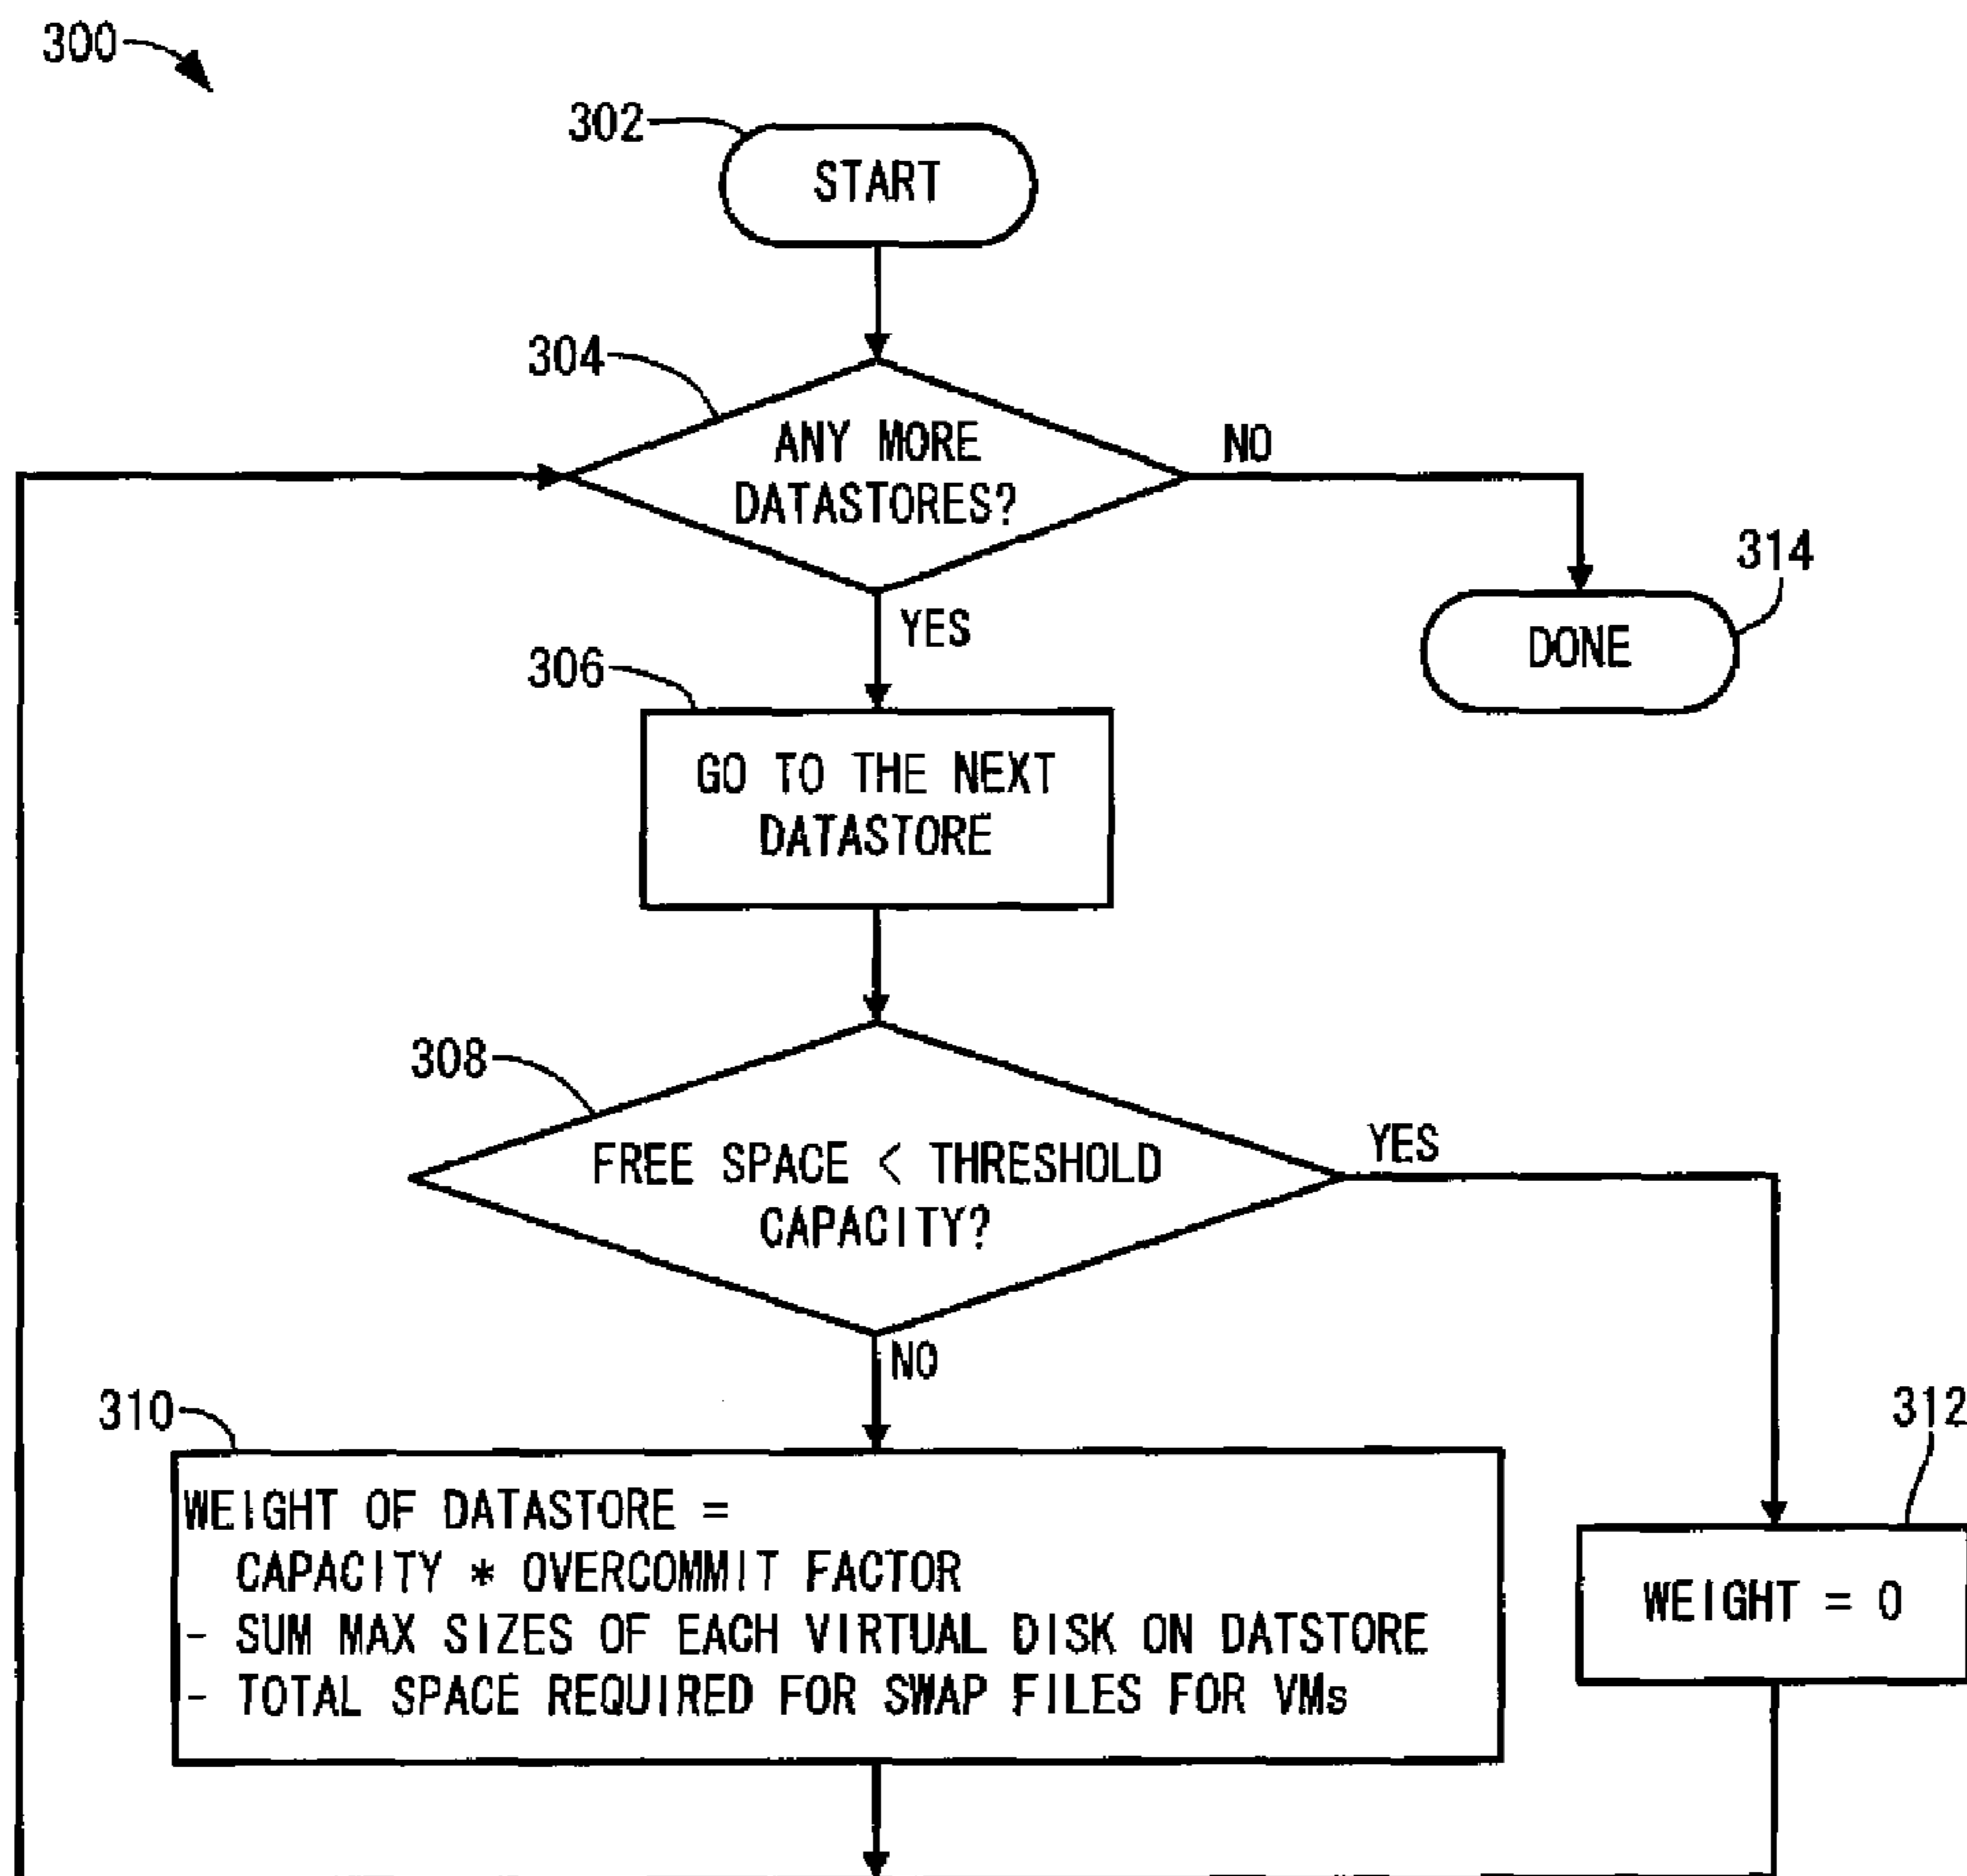 300
302
START
304
ANY MORE
DATASTORES?
NO
314
DONE
YES
306
GO TO THE NEXT
DATASTORE
308
FREE SPACE < THRESHOLD
CAPACITY?
YES
NO
310
312
WEIGHT OF DATASTORE =
CAPACITY * OVERCOMMIT FACTOR
- SUM MAX SIZES OF EACH VIRTUAL DISK ON DATSTORE
- TOTAL SPACE REQUIRED FOR SWAP FILES FOR VMs
WEIGHT = 0